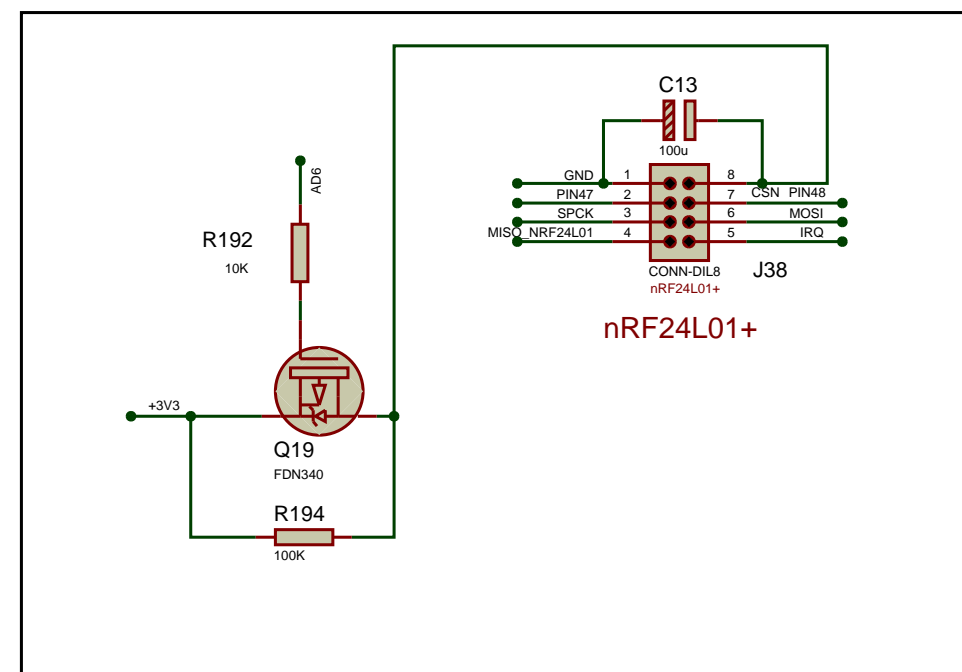 C13
100u
AD6
R192
10K
GND 1 8
CSN PIN48
PIN47 2 7
SPCK 3 6 MOSI
MISO_NRF24L01 4 5 IRQ
CONN-DIL8
J38
nRF24L01+
nRF24L01+
+3V3
Q19
FDN340
R194
100K